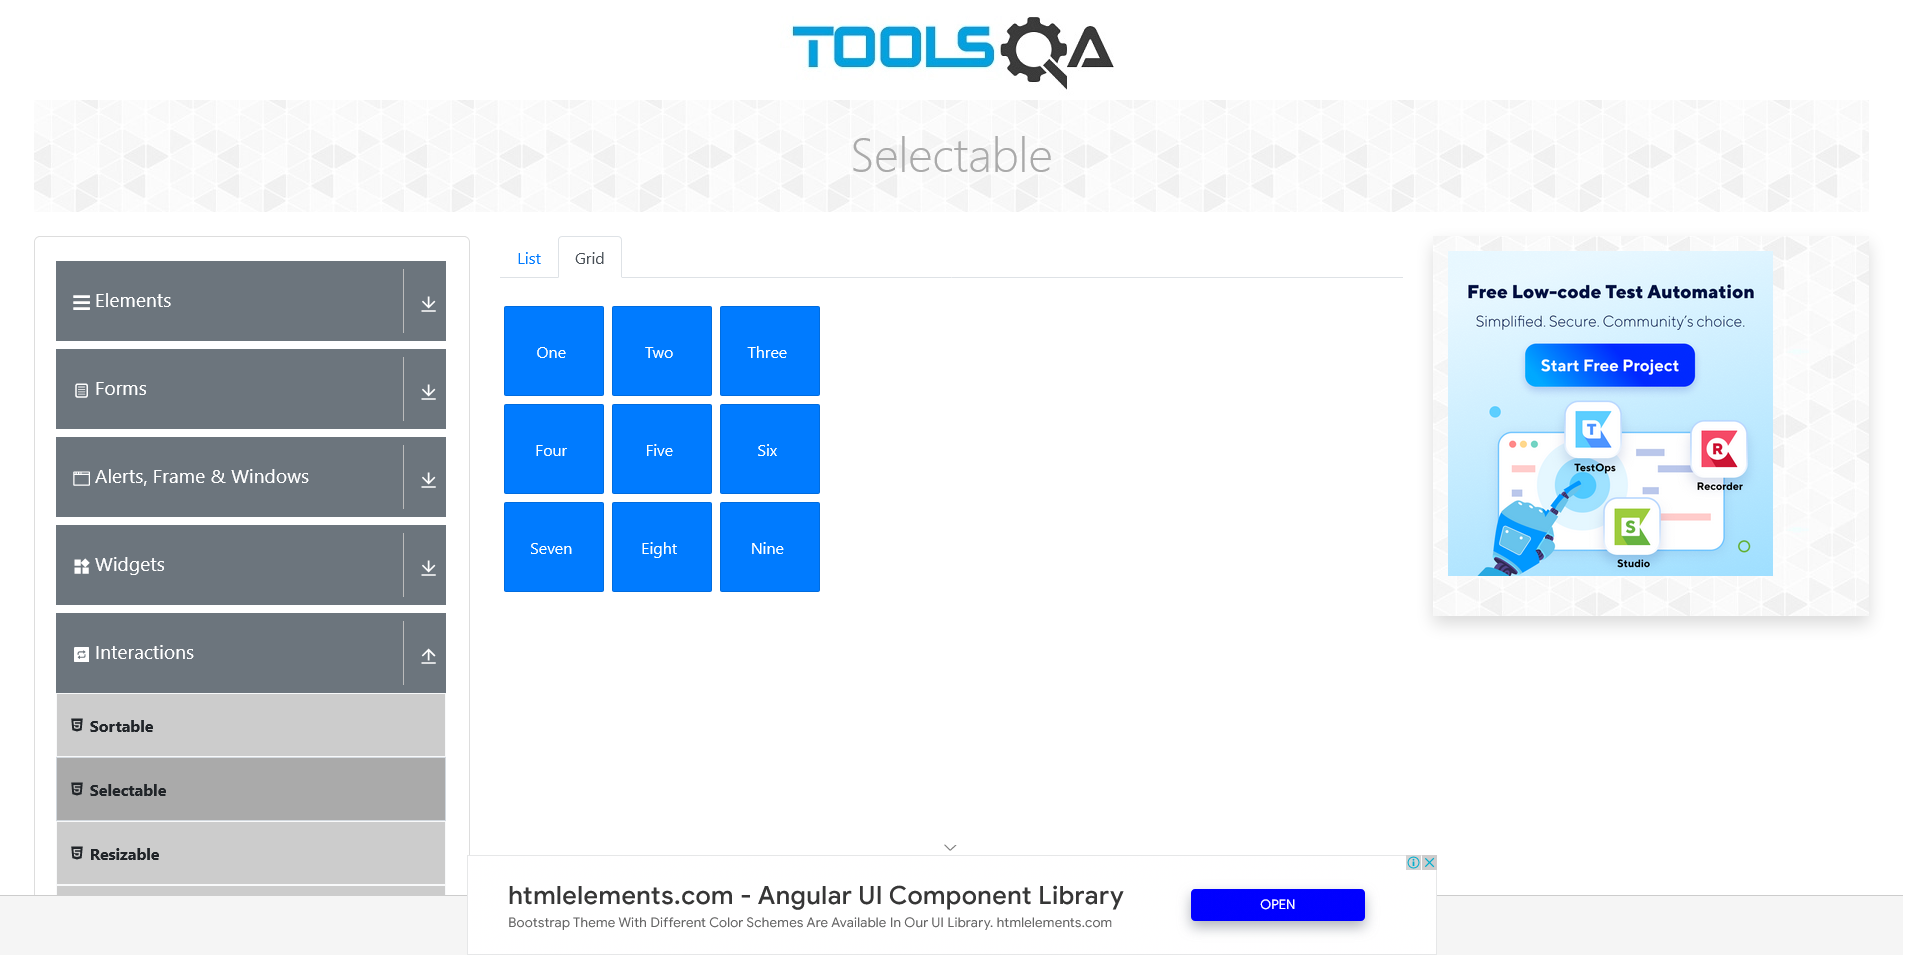 TOOLSQA
Selectable
Elements
Forms
Alerts, Frame & Windows
Widgets
Interactions
Sortable
Selectable
Resizable
List Grid
One Two Three
Four Five Six
Seven Eight Nine
Free Low-code Test Automation
Simplified. Secure. Community's choice.
Start Free Project
T
TestOps
R
Recorder
S
Studio
htmlelements.com - Angular UI Component Library
Bootstrap Theme With Different Color Schemes Are Available In Our UI Library. htmlelements.com
OPEN